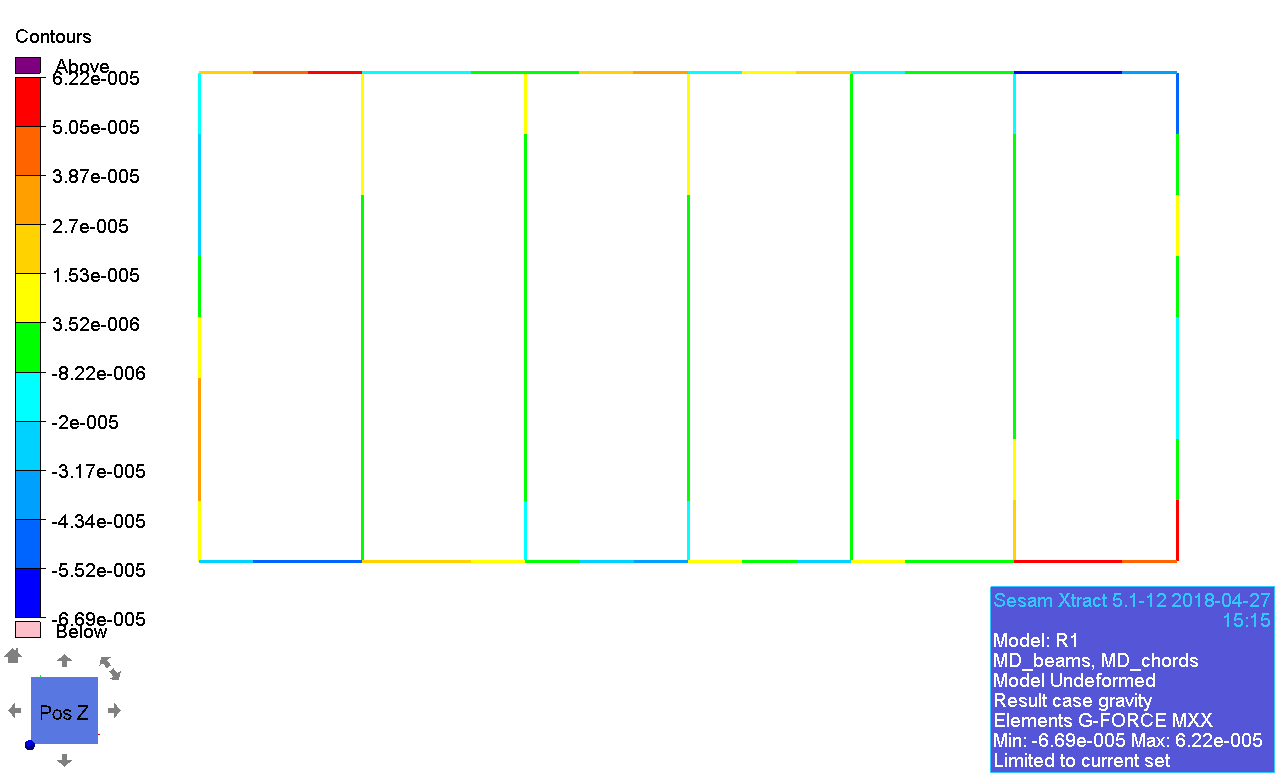 Contours
Above
6.22e-005
5.05e-005
3.87e-005
2.7e-005
1.53e-005
3.52e-006
-8.22e-006
-2e-005
-3.17e-005
-4.34e-005
-5.52e-005
-6.69e-005
Below
Pos Z
Sesam Xtract 5.1-12 2018-04-27
15:15
Model: R1
MD_beams, MD_chords
Model Undeformed
Result case gravity
Elements G-FORCE MXX
Min: -6.69e-005 Max: 6.22e-005
Limited to current set